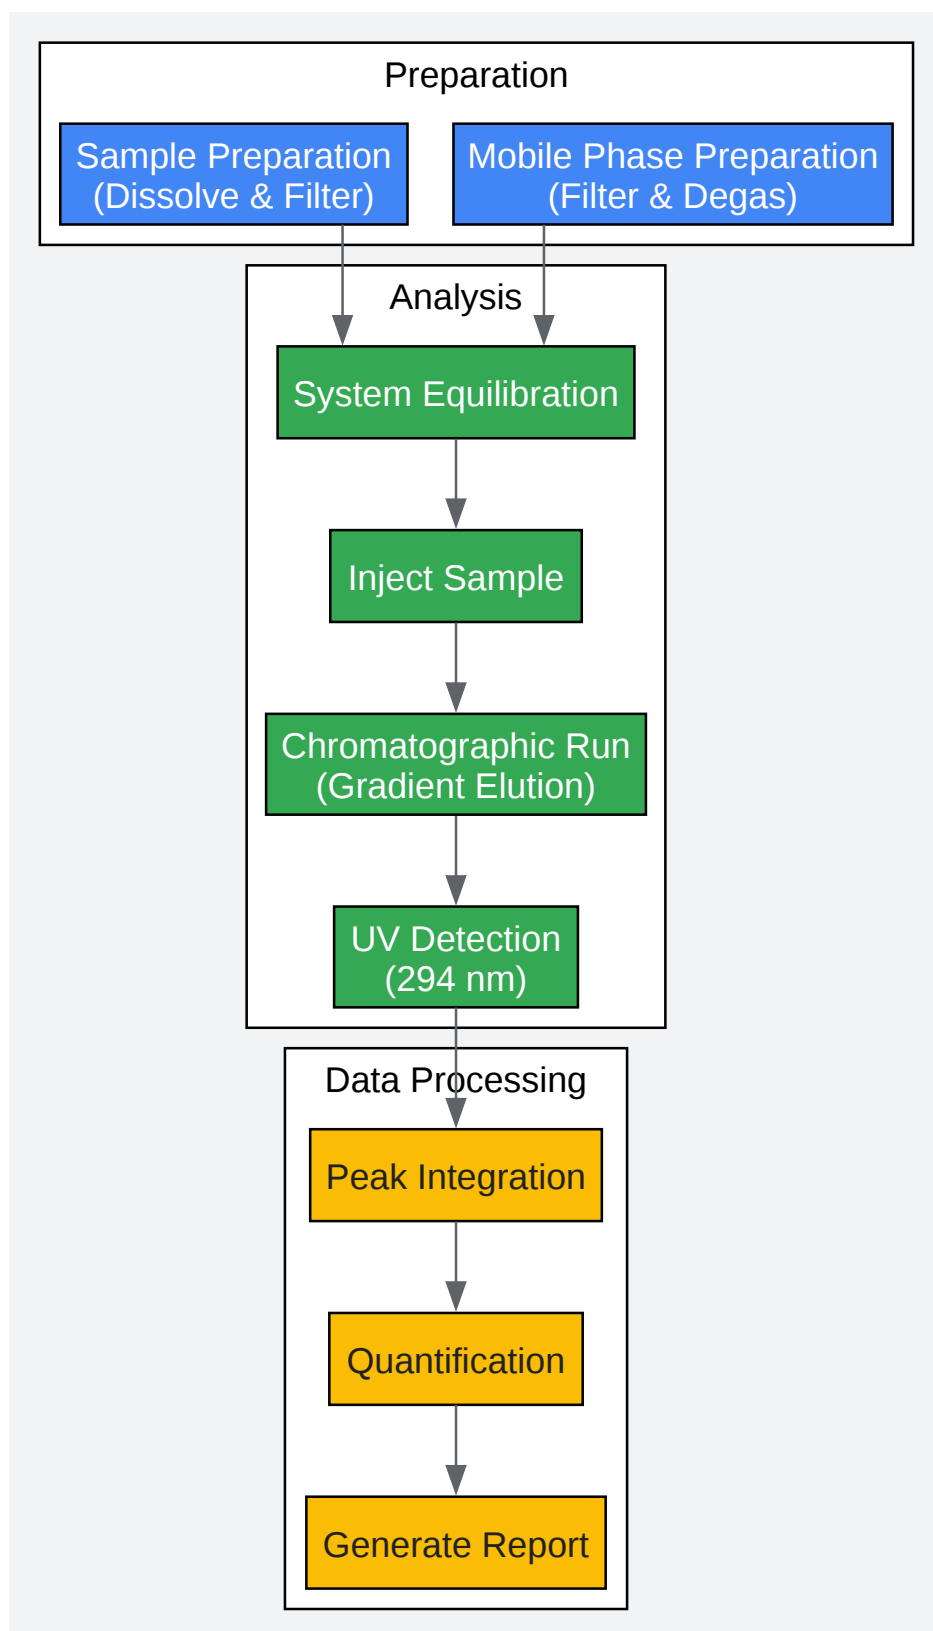 Preparation
Sample Preparation
(Dissolve & Filter)
Mobile Phase Preparation
(Filter & Degas)
Analysis
System Equilibration
Inject Sample
Chromatographic Run
(Gradient Elution)
UV Detection
(294 nm)
Data Processing
Peak Integration
Quantification
Generate Report